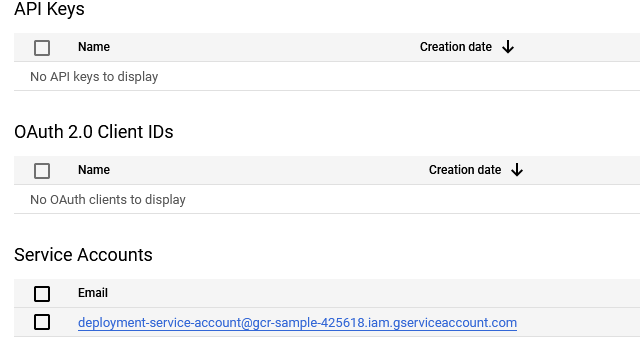 API Keys
Name Creation date
No API keys to display
OAuth 2.0 Client IDs
Name Creation date
No OAuth clients to display
Service Accounts
Email
deployment-service-account@gcr-sample-425618.iam.gserviceaccount.com